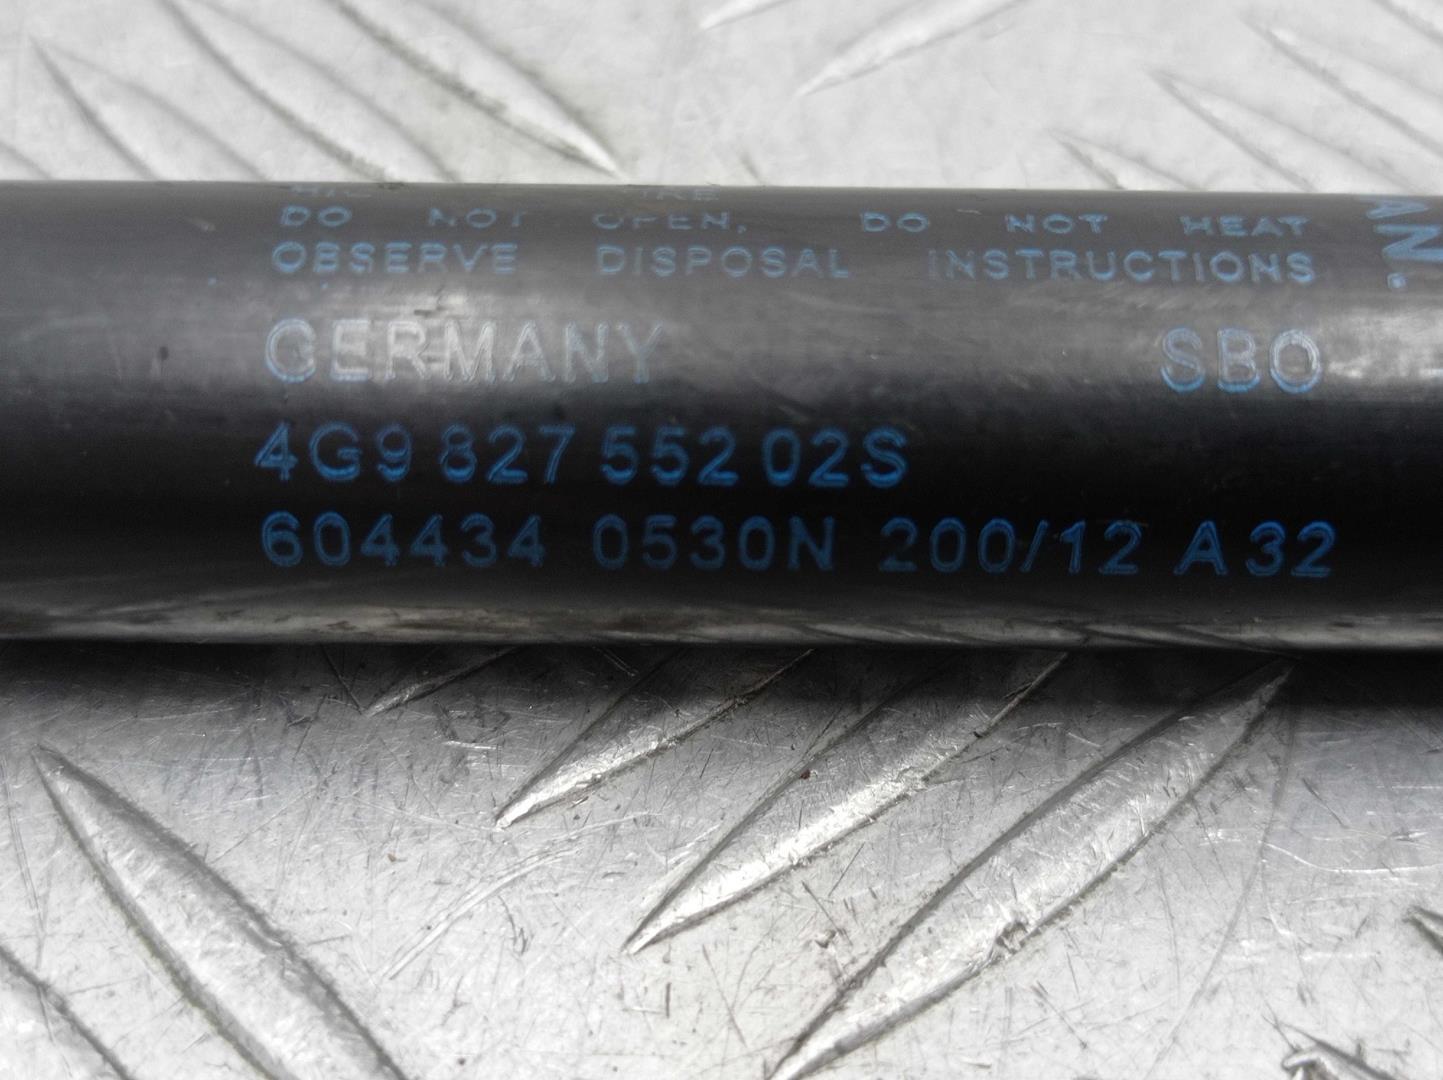 DO NOT OPEN, DO NOT HEAT
OBSERVE DISPOSAL INSTRUCTIONS
GERMANY SBO
4G9 827 552 02S
604434 0530N 200/12 A32